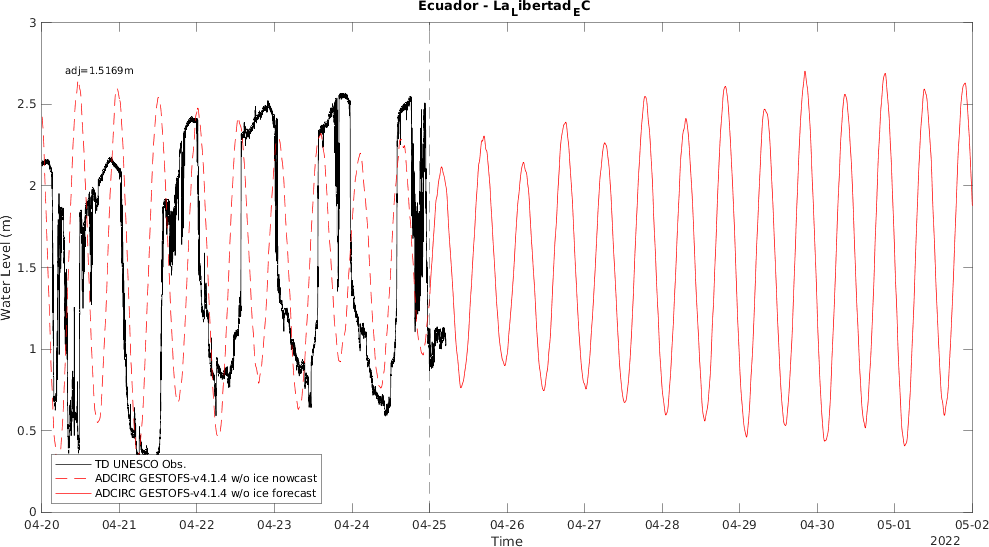 Ecuador - LaLibertadEC
adj=1.5169m
3
2.5
2
1.5
1
0.5
0
Water Level (m)
TD UNESCO Obs.
ADCIRC GESTOFS-v4.1.4 w/o ice nowcast
ADCIRC GESTOFS-v4.1.4 w/o ice forecast
04-20 04-21 04-22 04-23 04-24 04-25 04-26 04-27 04-28 04-29 04-30 05-01 05-02
Time
2022